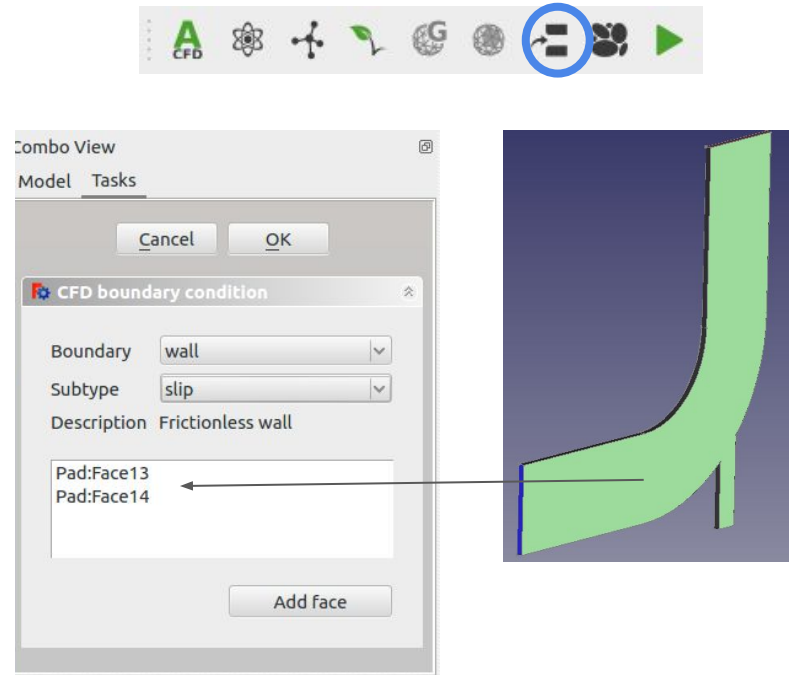 A
CFD
G
Combo View
Model Tasks
Cancel OK
CFD boundary condition
Boundary wall
Subtype slip
Description Frictionless wall
Pad:Face13
Pad:Face14
Add face